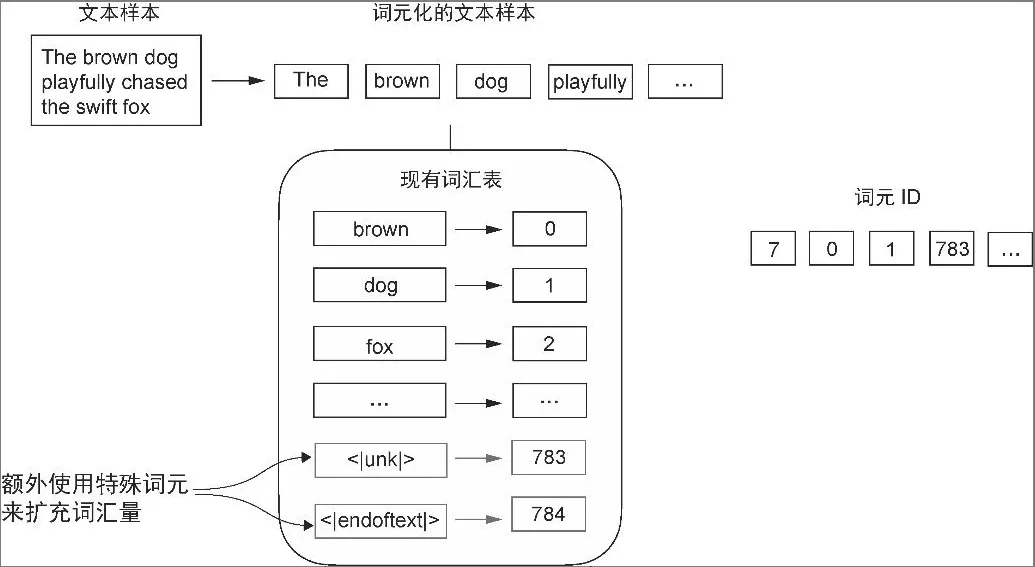 文本样本
The brown dog
playfully chased
the swift fox
词元化的文本样本
The brown dog playfully ...
现有词汇表
brown 0
dog 1
fox 2
... ...
<|unk|> 783
<|endoftext|> 784
额外使用特殊词元
来扩充词汇量
词元 ID
7 0 1 783 ...